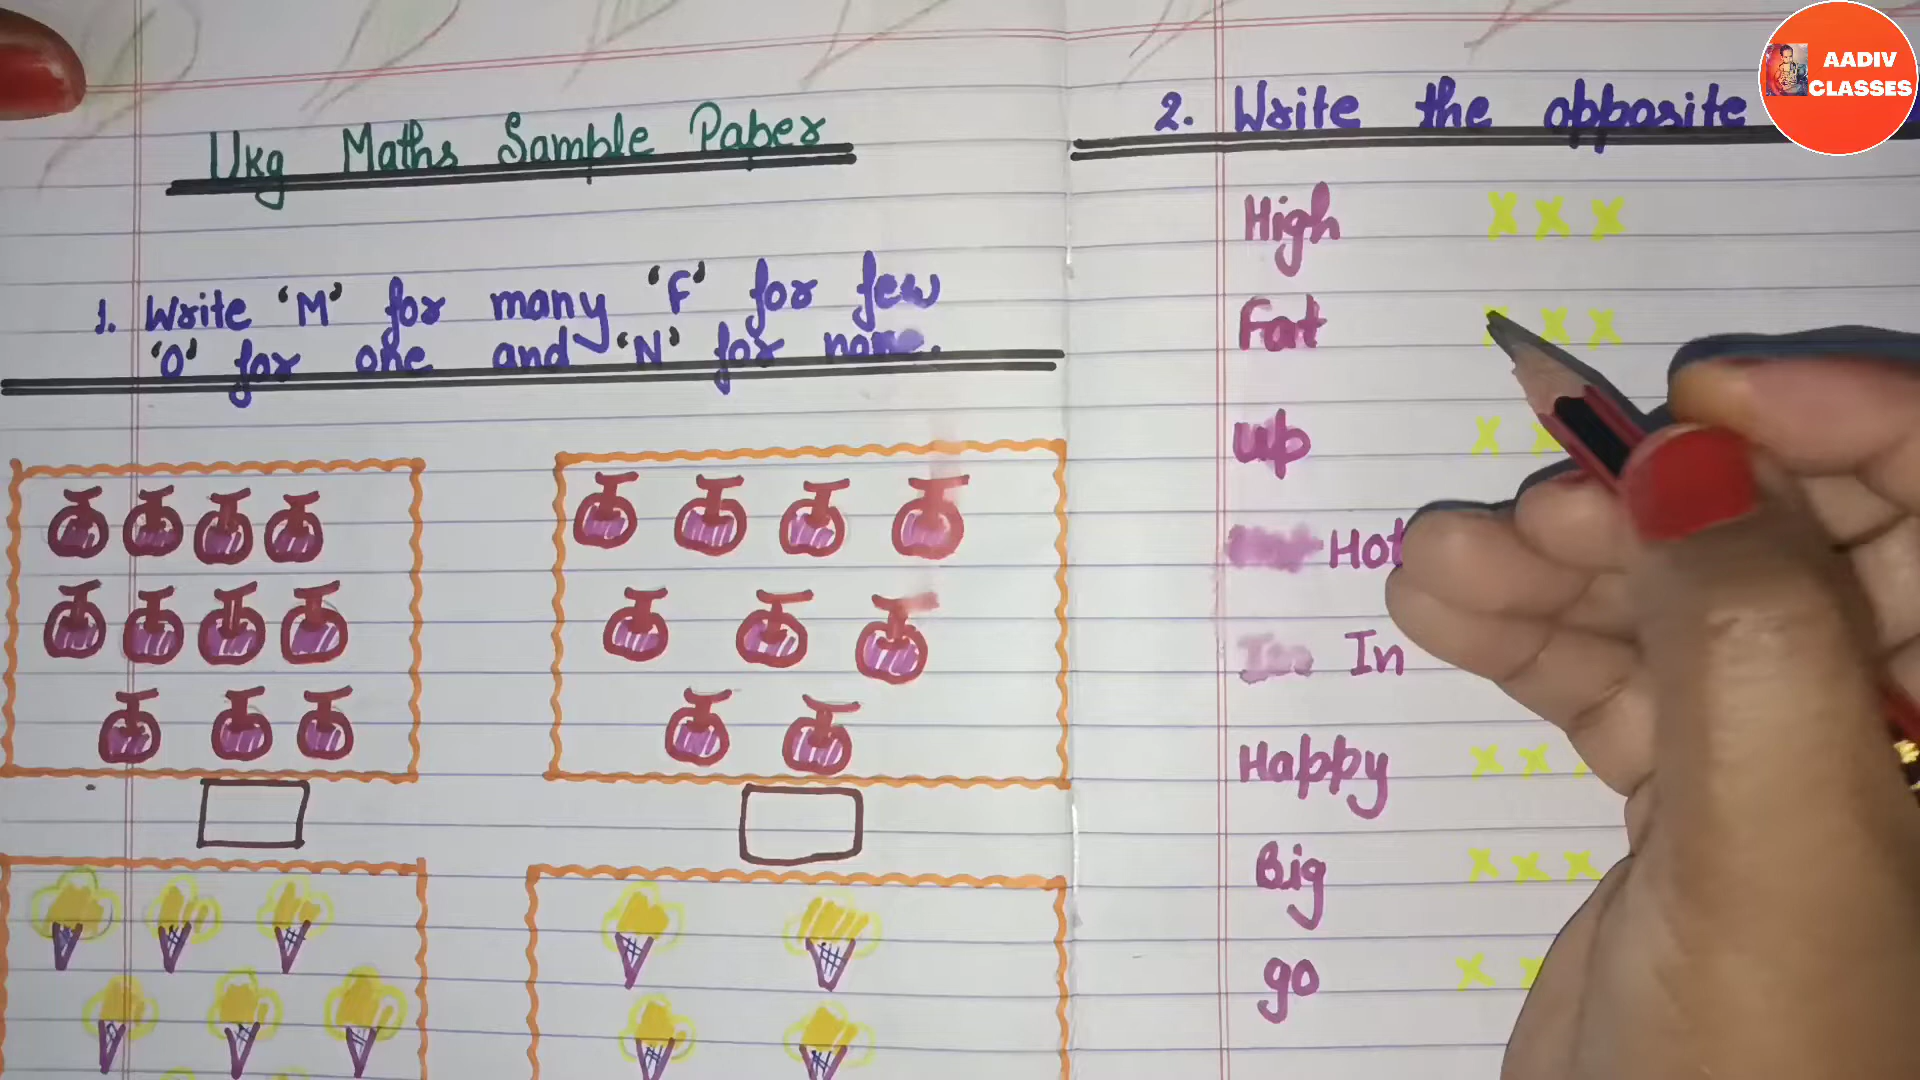 Ukg Maths Sample Paper
1. Write 'M' for many 'F' for few
'O' for one and 'N' for none.
2. Write the opposite
High x x x
Fat x x x
up x
Hot
In
Happy x x
Big x x x
go x
AADIV
CLASSES